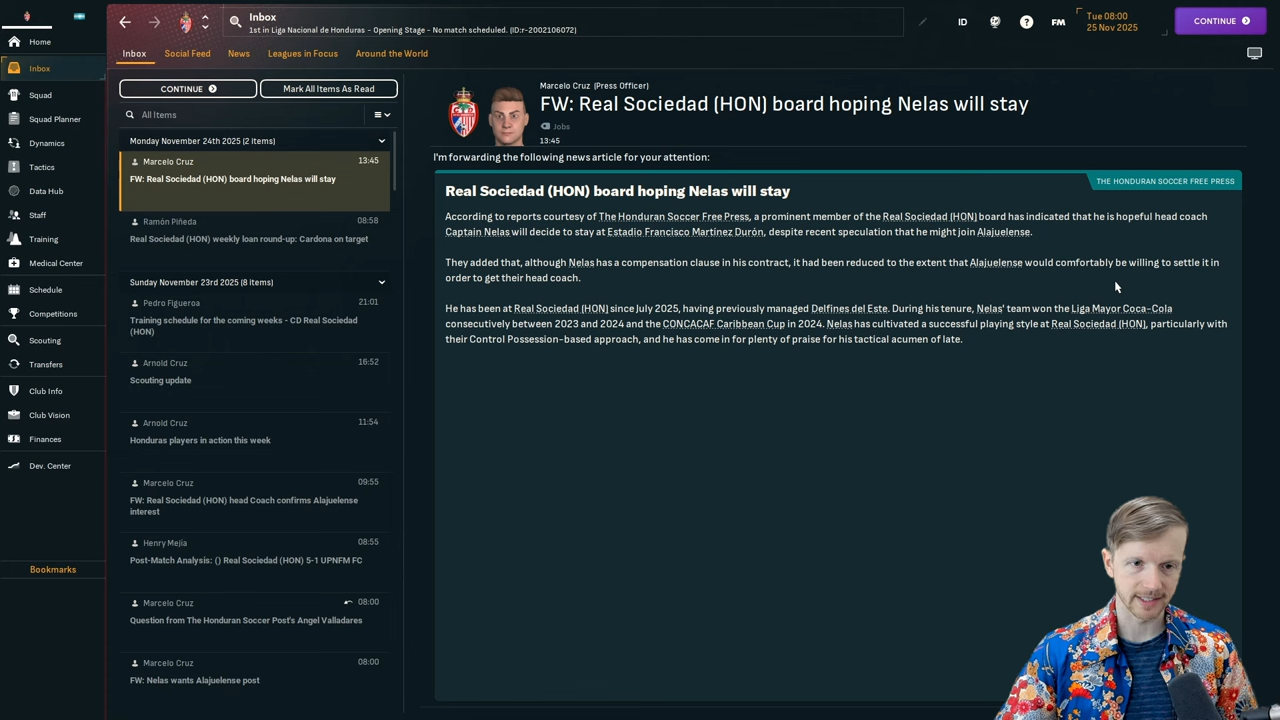 Inbox
1st in Liga Nacional de Honduras - Opening Stage - No match scheduled. (ID:r-2002106072)
ID
FM
Tue 08:00
25 Nov 2025
CONTINUE
Home
Inbox
Squad
Squad Planner
Dynamics
Tactics
Data Hub
Staff
Training
Medical Center
Schedule
Competitions
Scouting
Transfers
Club Info
Club Vision
Finances
Dev. Center
Bookmarks
Inbox
Social Feed
News
Leagues in Focus
Around the World
CONTINUE
Mark All Items As Read
All Items
Monday November 24th 2025 (2 items)
Marcelo Cruz
13:45
FW: Real Sociedad (HON) board hoping Nelas will stay
Ramón Piñeda
08:58
Real Sociedad (HON) weekly loan round-up: Cardona on target
Sunday November 23rd 2025 (8 items)
Pedro Figueroa
21:01
Training schedule for the coming weeks - CD Real Sociedad
(HON)
Arnold Cruz
16:52
Scouting update
Arnold Cruz
11:54
Honduras players in action this week
Marcelo Cruz
09:55
FW: Real Sociedad (HON) head Coach confirms Alajuelense
interest
Henry Mejía
08:55
Post-Match Analysis: () Real Sociedad (HON) 5-1 UPNFM FC
Marcelo Cruz
08:00
Question from The Honduran Soccer Post's Angel Valladares
Marcelo Cruz
08:00
FW: Nelas wants Alajuelense post
Marcelo Cruz (Press Officer)
FW: Real Sociedad (HON) board hoping Nelas will stay
Jobs
13:45
I'm forwarding the following news article for your attention:
THE HONDURAN SOCCER FREE PRESS
Real Sociedad (HON) board hoping Nelas will stay
According to reports courtesy of The Honduran Soccer Free Press, a prominent member of the Real Sociedad (HON) board has indicated that he is hopeful head coach
Captain Nelas will decide to stay at Estadio Francisco Martinez Durón, despite recent speculation that he might join Alajuelense.
They added that, although Nelas has a compensation clause in his contract, it had been reduced to the extent that Alajuelense would comfortably be willing to settle it in
order to get their head coach.
He has been at Real Sociedad (HON) since July 2025, having previously managed Delfines del Este. During his tenure, Nelas' team won the Liga Mayor Coca-Cola
consecutively between 2023 and 2024 and the CONCACAF Caribbean Cup in 2024. Nelas has cultivated a successful playing style at Real Sociedad (HON), particularly with
their Control Possession-based approach, and he has come in for plenty of praise for his tactical acumen of late.